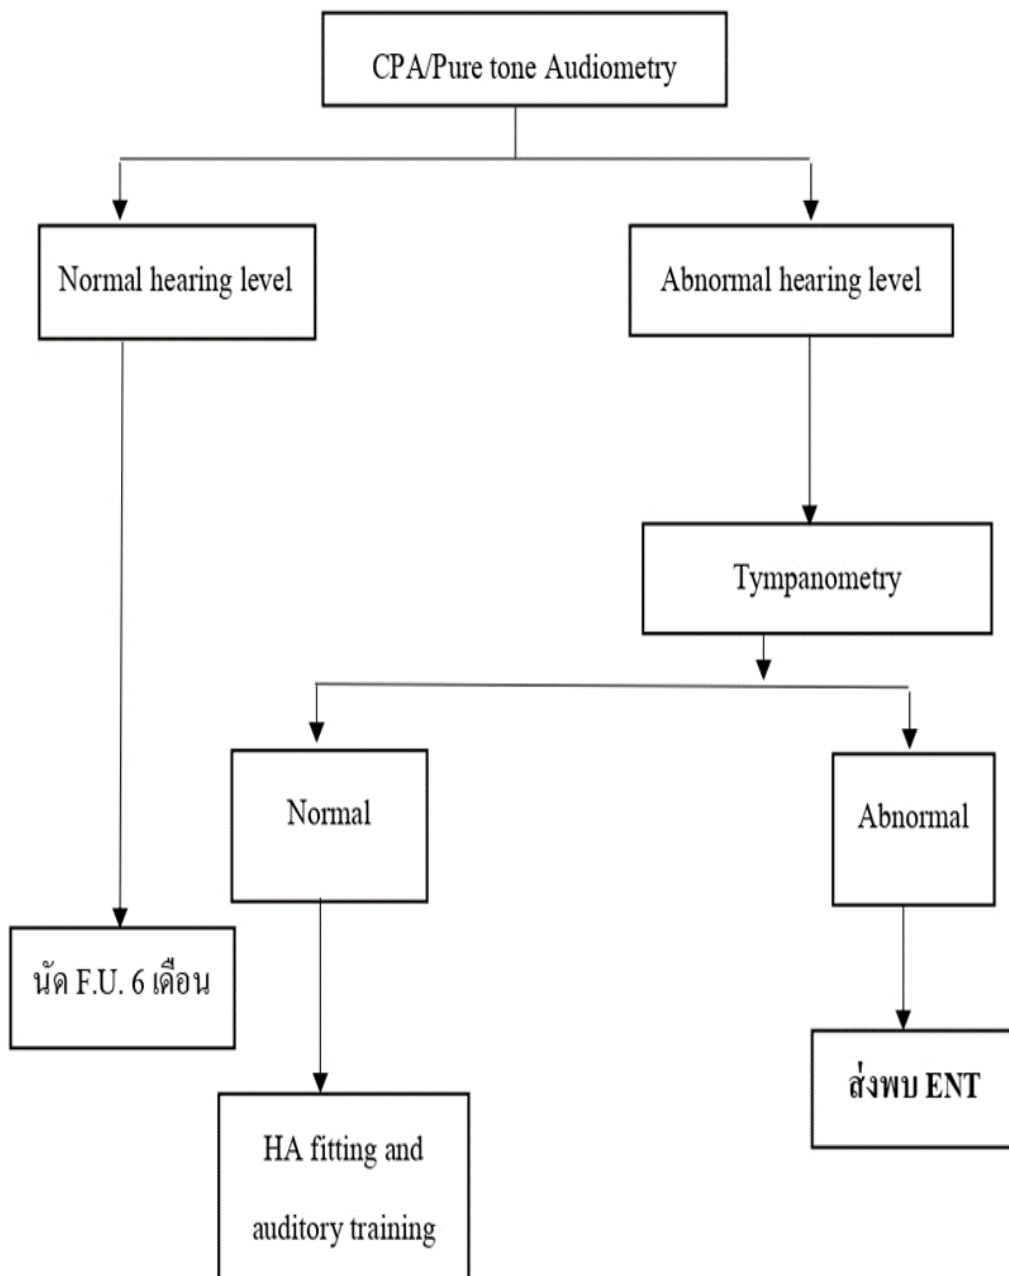 CPA/Pure tone Audiometry
Normal hearing level
Abnormal hearing level
Tympanometry
Normal
Abnormal
นัด F.U. 6 เดือน
ส่งพบ ENT
HA fitting and
auditory training